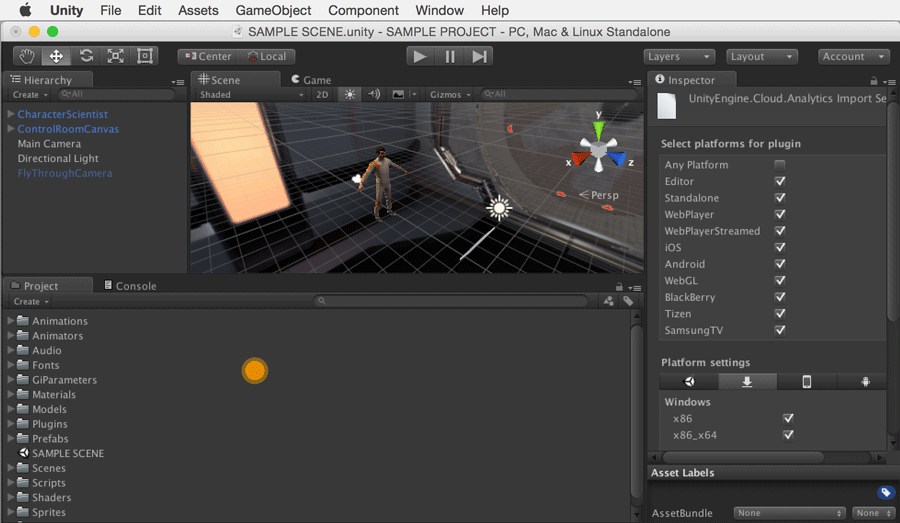 Unity File Edit Assets GameObject Component Window Help
SAMPLE SCENE.unity - SAMPLE PROJECT - PC, Mac & Linux Standalone
Center Local Layers Layout Account
Hierarchy
Create All
CharacterScientist
ControlRoomCanvas
Main Camera
Directional Light
FlyThroughCamera
Scene Game
Shaded 2D Gizmos All
y
x z
Persp
Project Console
Create
Animations
Animators
Audio
Fonts
GiParameters
Materials
Models
Plugins
Prefabs
SAMPLE SCENE
Scenes
Scripts
Shaders
Sprites
Inspector
UnityEngine.Cloud.Analytics Import Se
Select platforms for plugin
Any Platform
Editor
Standalone
WebPlayer
WebPlayerStreamed
iOS
Android
WebGL
BlackBerry
Tizen
SamsungTV
Platform settings
Windows
x86
x86_x64
Asset Labels
AssetBundle None None